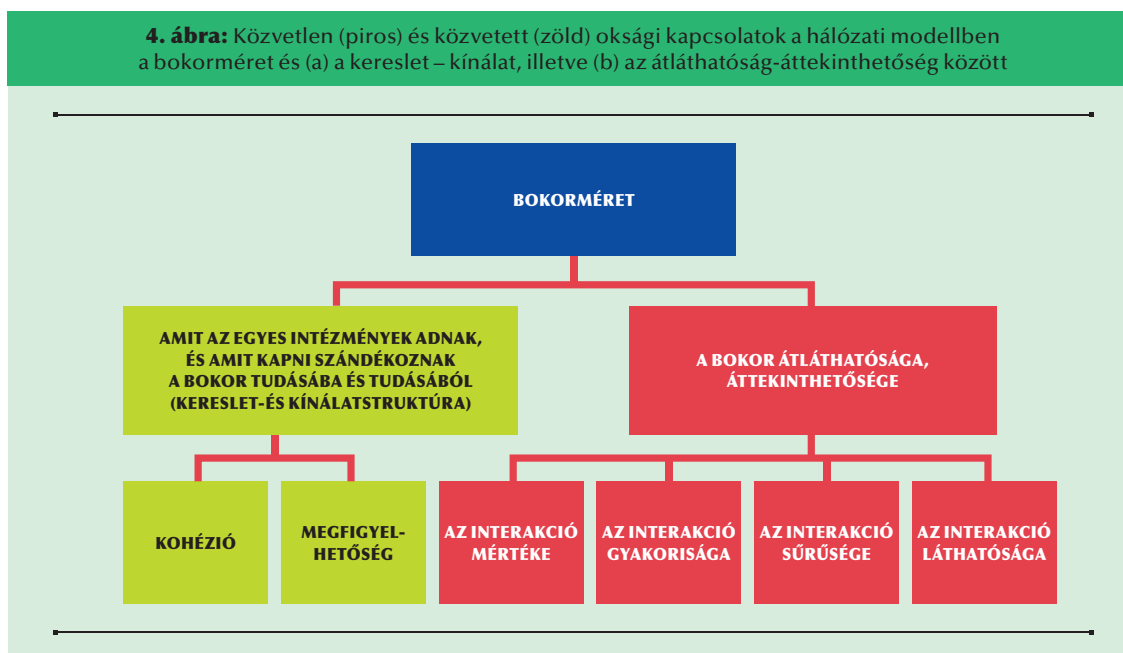 4. ábra: Közvetlen (piros) és közvetett (zöld) oksági kapcsolatok a hálózati modellben
a bokorméret és (a) a kereslet – kínálat, illetve (b) az átláthatóság-áttekinthetőség között
BOKORMÉRET
AMIT AZ EGYES INTÉZMÉNYEK ADNAK,
ÉS AMIT KAPNI SZÁNDÉKOZNAK
A BOKOR TUDÁSÁBA ÉS TUDÁSÁBÓL
(KERESLET-ÉS KÍNÁLATSTRUKTÚRA)
A BOKOR ÁTLÁTHATÓSÁGA,
ÁTTEKINTHETŐSÉGE
KOHÉZIÓ
MEGFIGYEL-
HETŐSÉG
AZ INTERAKCIÓ
MÉRTÉKE
AZ INTERAKCIÓ
GYAKORISÁGA
AZ INTERAKCIÓ
SŰRŰSÉGE
AZ INTERAKCIÓ
LÁTHATÓSÁGA